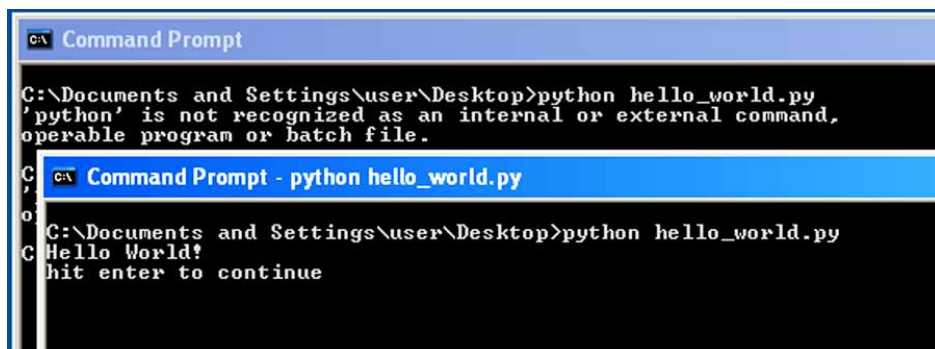 Command Prompt
C:\Documents and Settings\user\Desktop>python hello_world.py
'python' is not recognized as an internal or external command,
operable program or batch file.
C
'
o
C
Command Prompt - python hello_world.py
C:\Documents and Settings\user\Desktop>python hello_world.py
Hello World!
hit enter to continue